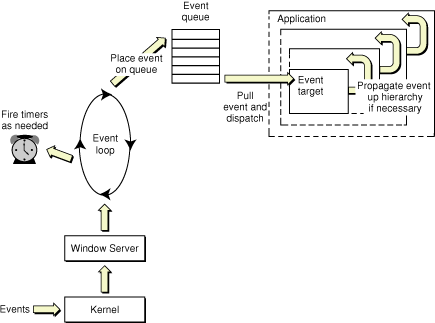 Event
queue
Application
Place event
on queue
Event
target
Propagate event
up hierarchy
if necessary
Pull
event and
dispatch
Fire timers
as needed
Event
loop
Window Server
Events
Kernel